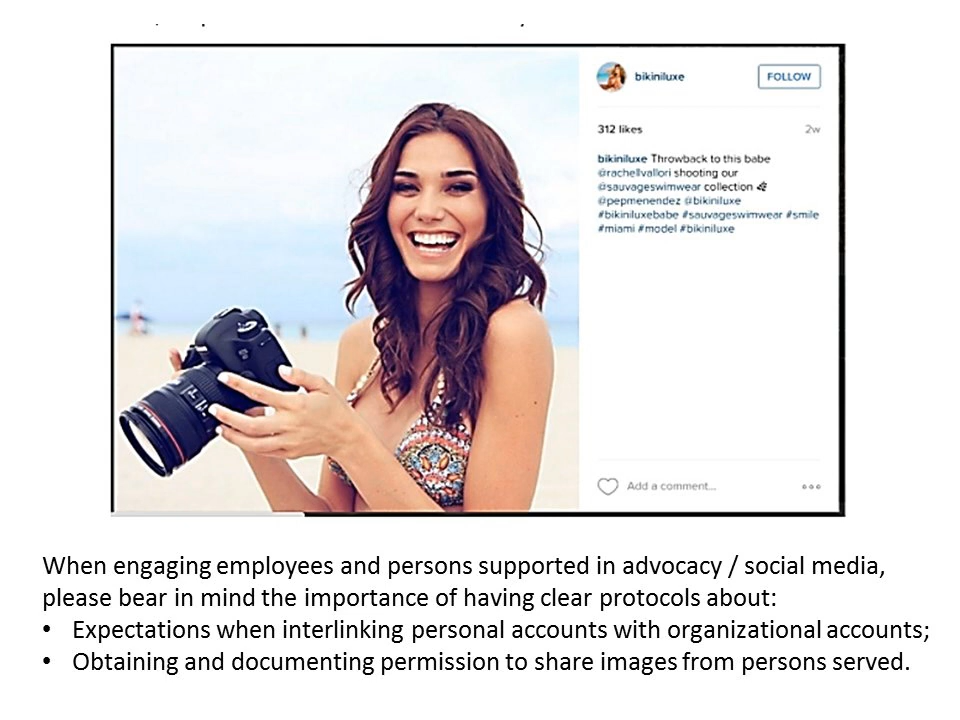 bikiniluxe
FOLLOW
312 likes
2w
bikiniluxe Throwback to this babe
@rachellvallori shooting our
@sauvageswimwear collection
@pepmenendez @bikiniluxe
#bikiniluxebabe #sauvageswimwear #smile
#miami #model #bikiniluxe
Add a comment...
When engaging employees and persons supported in advocacy / social media,
please bear in mind the importance of having clear protocols about:
• Expectations when interlinking personal accounts with organizational accounts;
• Obtaining and documenting permission to share images from persons served.